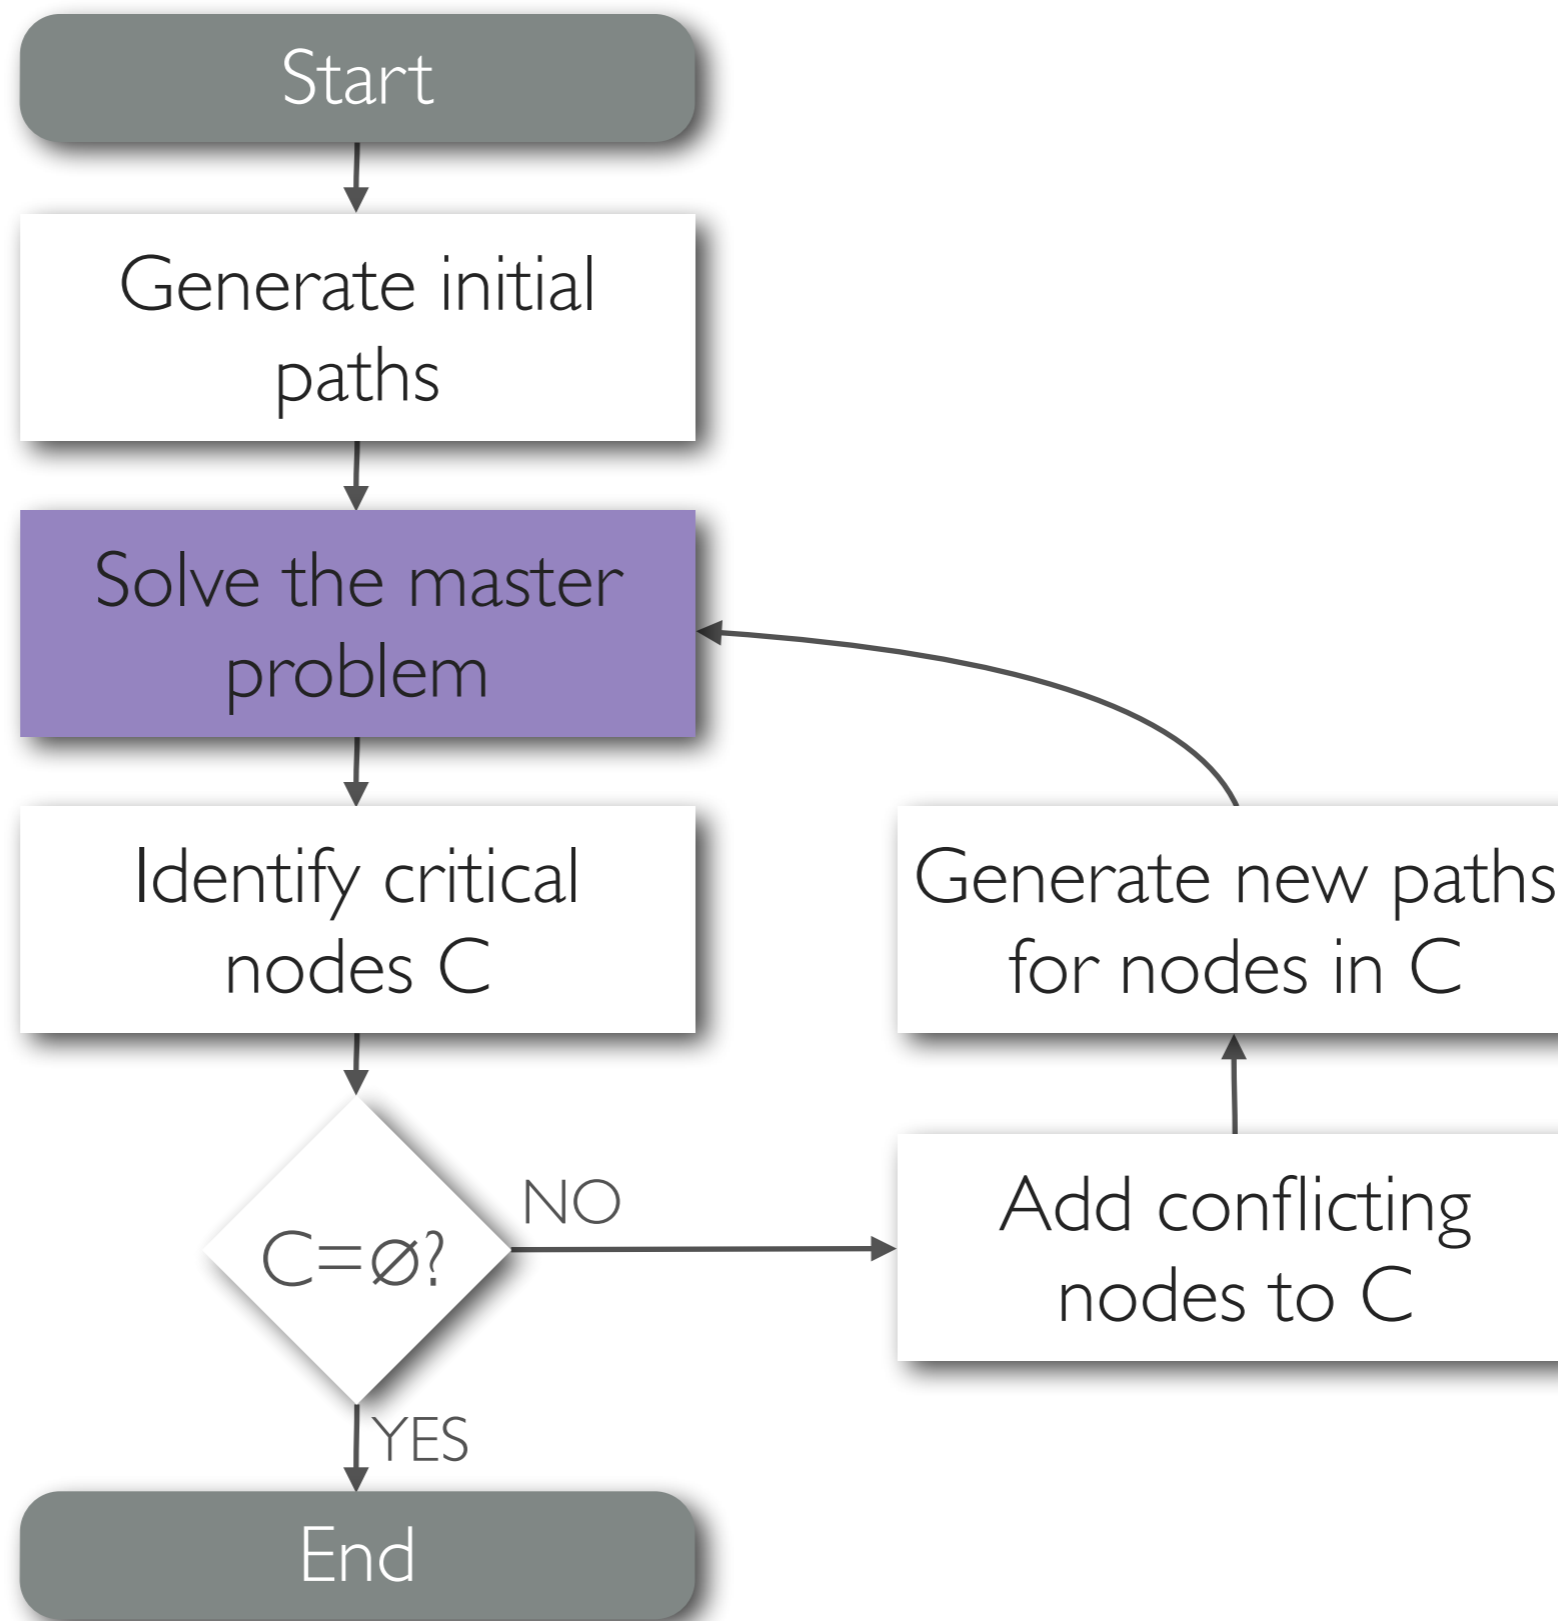 Start
Generate initial
paths
Solve the master
problem
Identify critical
nodes C
C=∅?
NO
YES
End
Generate new paths
for nodes in C
Add conflicting
nodes to C